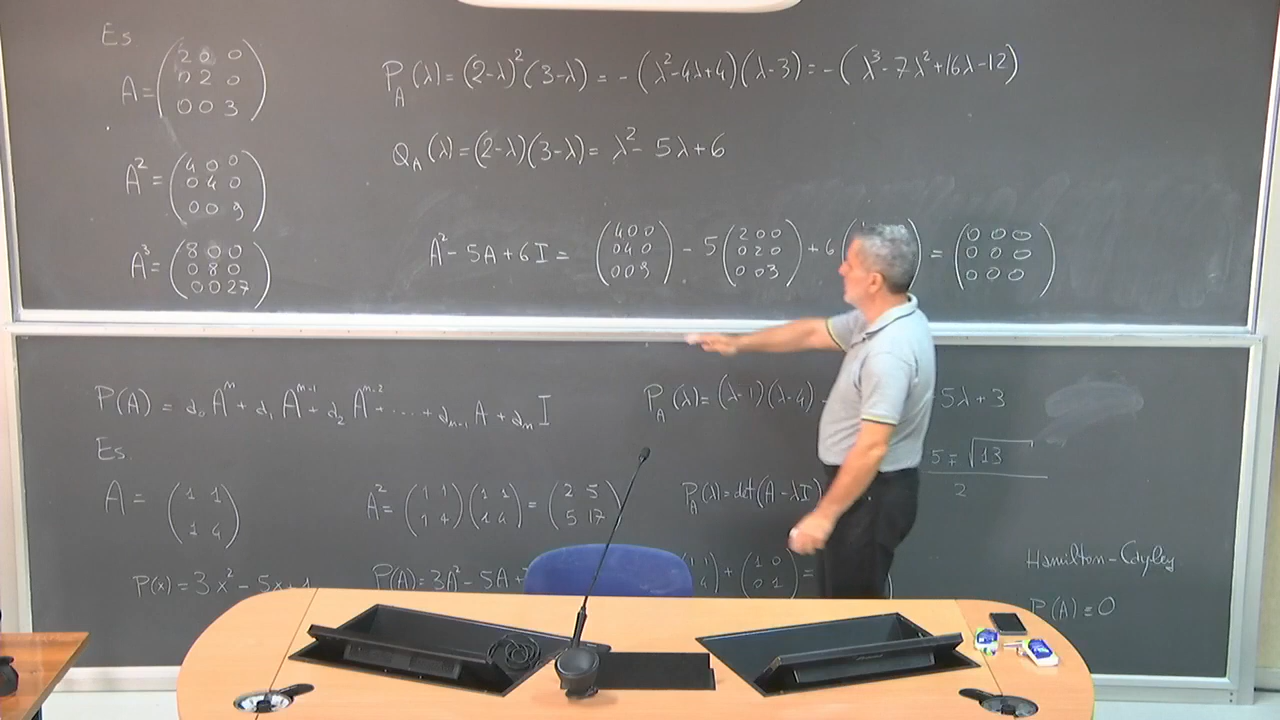 Es
A = (2 0 0
0 2 0
0 0 3)
P_A(λ) = (2-λ)²(3-λ) = -(λ²-4λ+4)(λ-3) = -(λ³-7λ²+16λ-12)
Q_A(λ) = (2-λ)(3-λ) = λ²-5λ+6
A² = (4 0 0
0 4 0
0 0 9)
A³ = (8 0 0
0 8 0
0 0 27)
A² - 5A + 6I = (4 0 0 / 0 4 0 / 0 0 9) - 5 (2 0 0 / 0 2 0 / 0 0 3) + 6 = (0 0 0 / 0 0 0 / 0 0 0)
P(A) = a₀Aⁿ + a₁Aⁿ⁻¹ + a₂Aⁿ⁻² + ... + aₙ₋₁A + aₙI
P_A(λ) = (λ-1)(λ-4) - 5λ+3
Es.
5 ∓ √13
2
A = (1 1
1 4)
A² = (1 1 / 1 4)(1 1 / 1 4) = (2 5 / 5 17)
P_A(λ) = det(A-λI)
P(x) = 3x² - 5x + 1
P(A) = 3A² - 5A +
+ (1 0 / 0 1) =
Hamilton-Cayley
P(A) = 0